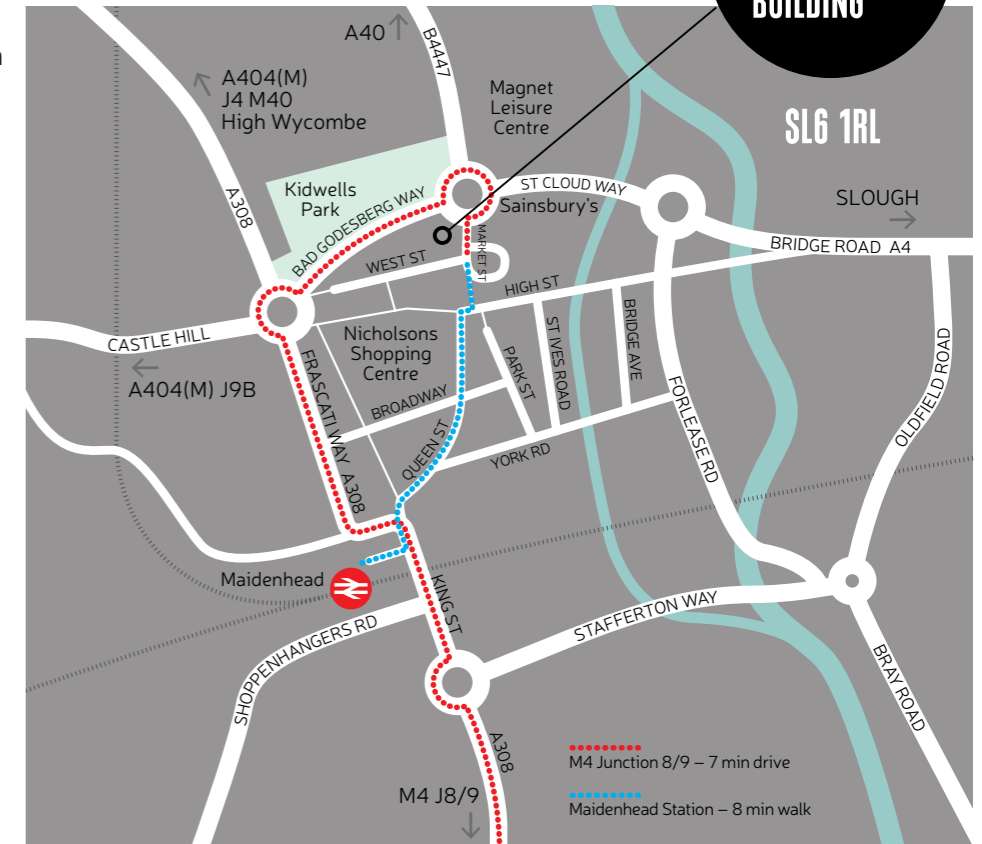 BUILDING
SL6 1RL
A40
B4447
A404(M)
J4 M40
High Wycombe
Magnet
Leisure
Centre
A308
Kidwells
Park
BAD GODESBERG WAY
ST CLOUD WAY
Sainsbury's
SLOUGH
BRIDGE ROAD A4
MARKET ST
WEST ST
HIGH ST
CASTLE HILL
A404(M) J9B
Nicholsons
Shopping
Centre
FRASCATI WAY A308
BROADWAY
PARK ST
ST IVES ROAD
BRIDGE AVE
QUEEN ST
YORK RD
FORLEASE RD
OLDFIELD ROAD
Maidenhead
KING ST
SHOPPENHANGERS RD
STAFFERTON WAY
BRAY ROAD
A308
M4 J8/9
M4 Junction 8/9 – 7 min drive
Maidenhead Station – 8 min walk